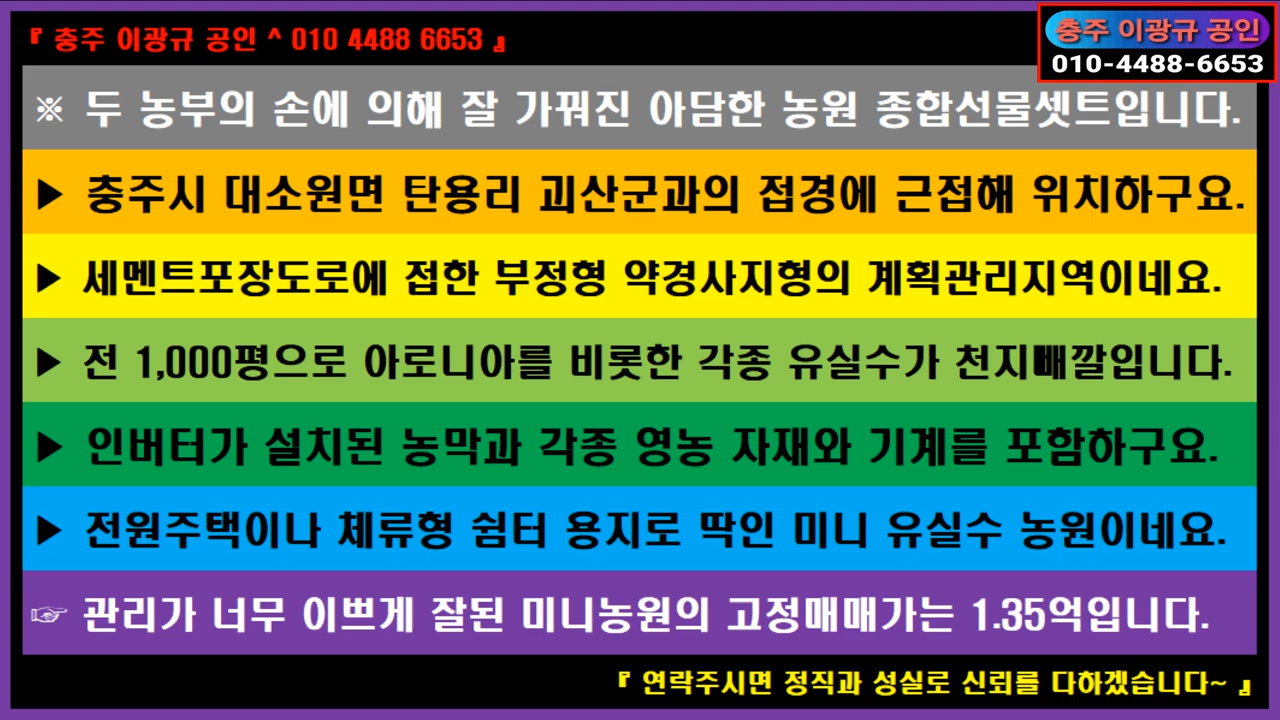 『 충주 이광규 공인 ^ 010 4488 6653 』
충주 이광규 공인
010-4488-6653
※ 두 농부의 손에 의해 잘 가꿔진 아담한 농원 종합선물셋트입니다.
▶ 충주시 대소원면 탄용리 괴산군과의 접경에 근접해 위치하구요.
▶ 세멘트포장도로에 접한 부정형 약경사지형의 계획관리지역이네요.
▶ 전 1,000평으로 아로니아를 비롯한 각종 유실수가 천지빼깔입니다.
▶ 인버터가 설치된 농막과 각종 영농 자재와 기계를 포함하구요.
▶ 전원주택이나 체류형 쉼터 용지로 딱인 미니 유실수 농원이네요.
☞ 관리가 너무 이쁘게 잘된 미니농원의 고정매매가는 1.35억입니다.
『 연락주시면 정직과 성실로 신뢰를 다하겠습니다~ 』